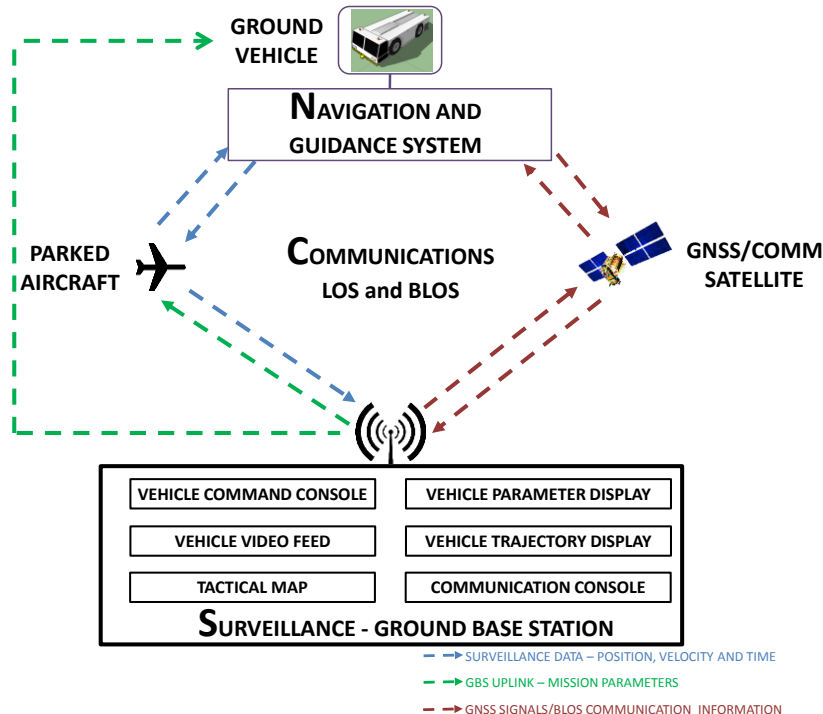 GROUND
VEHICLE
NAVIGATION AND
GUIDANCE SYSTEM
PARKED
AIRCRAFT
COMMUNICATIONS
LOS and BLOS
GNSS/COMM
SATELLITE
VEHICLE COMMAND CONSOLE
VEHICLE PARAMETER DISPLAY
VEHICLE VIDEO FEED
VEHICLE TRAJECTORY DISPLAY
TACTICAL MAP
COMMUNICATION CONSOLE
SURVEILLANCE - GROUND BASE STATION
SURVEILLANCE DATA – POSITION, VELOCITY AND TIME
GBS UPLINK – MISSION PARAMETERS
GNSS SIGNALS/BLOS COMMUNICATION INFORMATION